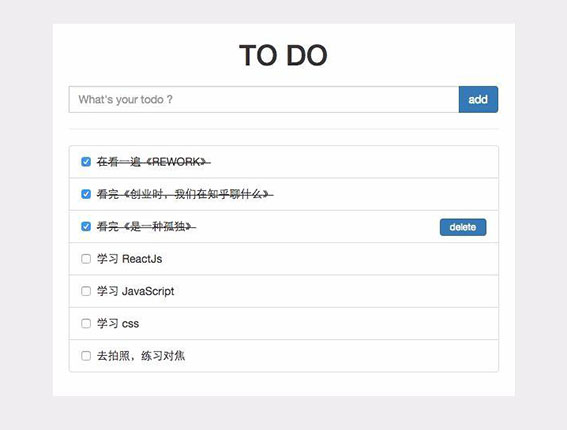 TO DO
What's your todo ?
add
在看一遍《REWORK》
看完《创业时，我们在知乎聊什么》
看完《是一种孤独》
delete
学习 ReactJs
学习 JavaScript
学习 css
去拍照，练习对焦